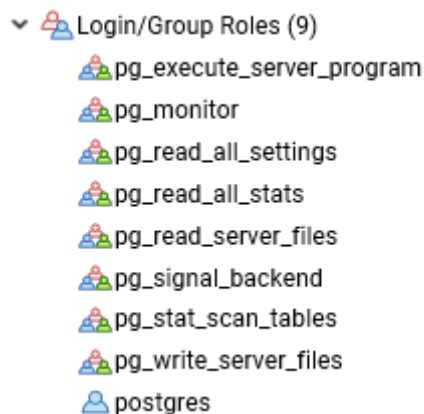 Login/Group Roles (9)
pg_execute_server_program
pg_monitor
pg_read_all_settings
pg_read_all_stats
pg_read_server_files
pg_signal_backend
pg_stat_scan_tables
pg_write_server_files
postgres